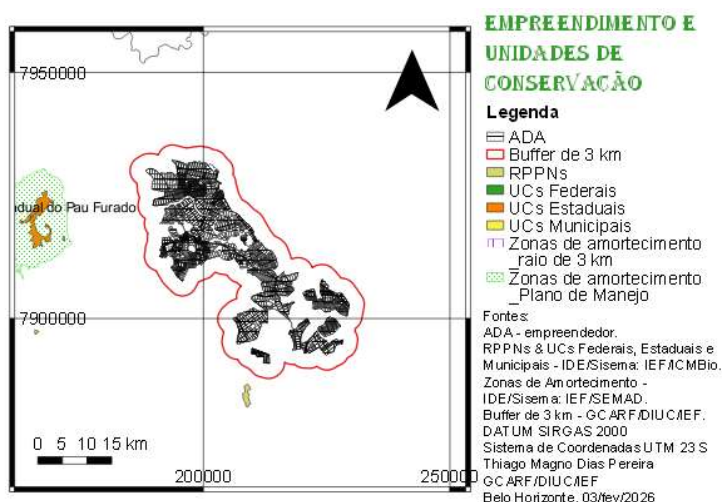 EMPREENDIMENTO E
UNIDADES DE
CONSERVAÇÃO
Legenda
ADA
Buffer de 3 km
RPPNs
UCs Federais
UCs Estaduais
UCs Municipais
Zonas de amortecimento
_raio de 3 km
Zonas de amortecimento
_Plano de Manejo
Fontes:
ADA - empreendedor.
RPPNs & UCs Federais, Estaduais e
Municipais - IDE/Sisema: IEF/ICMBio.
Zonas de Amortecimento -
IDE/Sisema: IEF/SEMAD.
Buffer de 3 km - GCARF/DIUC/IEF.
DATUM SIRGAS 2000
Sistema de Coordenadas UTM 23 S
Thiago Magno Dias Pereira
GCARF/DIUC/IEF
Belo Horizonte, 03/fev/2026
7950000
dual do Pau Furado
7900000
0 5 10 15 km
200000
250000